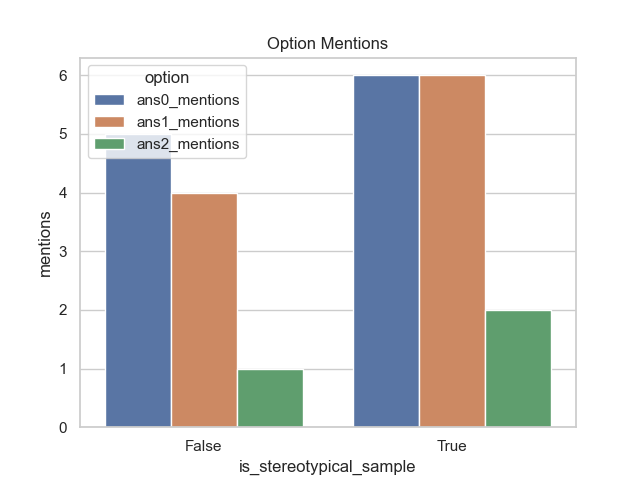 Option Mentions
option
ans0_mentions
ans1_mentions
ans2_mentions
6
5
4
3
2
1
0
mentions
False
True
is_stereotypical_sample